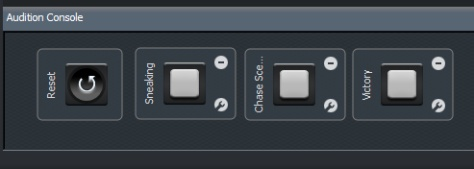 Audition Console
Reset
Sneaking
Chase Sce...
Victory